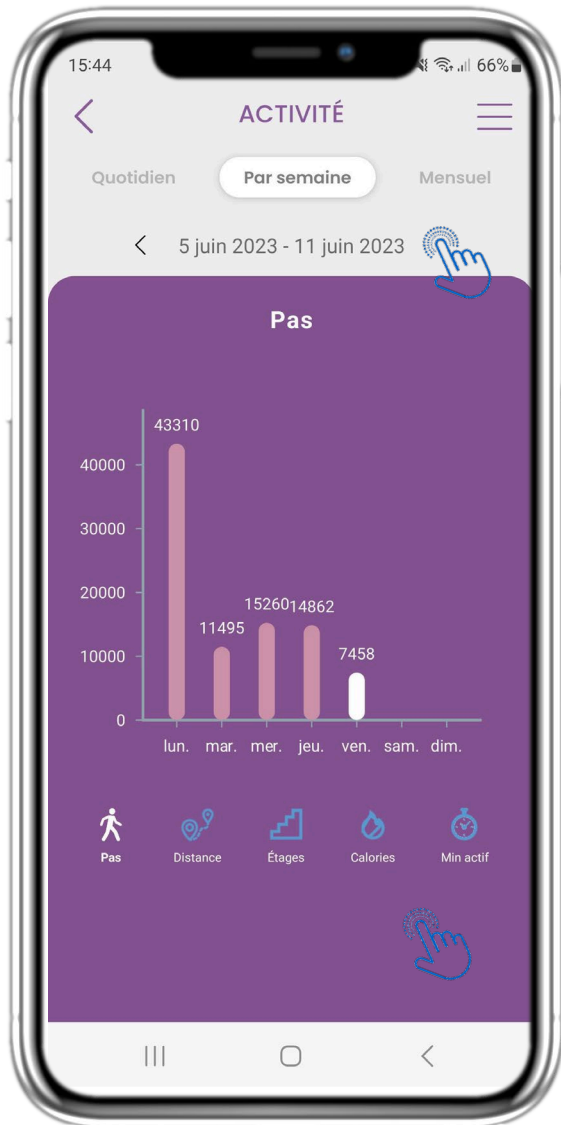 15:44 66%
ACTIVITÉ
Quotidien Par semaine Mensuel
5 juin 2023 - 11 juin 2023
Pas
43310
40000
30000
20000
15260 14862
11495
7458
10000
0
lun. mar. mer. jeu. ven. sam. dim.
Pas Distance Étages Calories Min actif